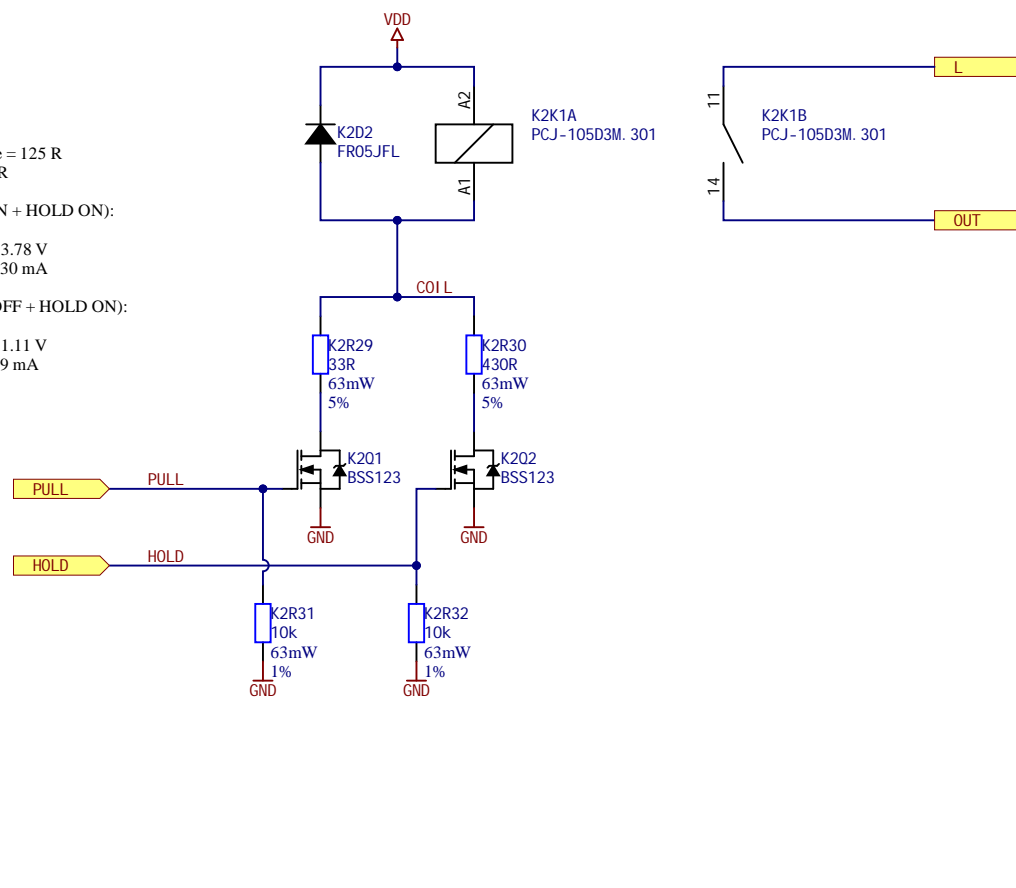 VDD
L
A2
11
K2K1A
PCJ-105D3M.301
K2K1B
PCJ-105D3M.301
K2D2
FR05JFL
= 125 R
R
A1
14
N + HOLD ON):
OUT
3.78 V
30 mA
COIL
OFF + HOLD ON):
1.11 V
9 mA
K2R29
33R
63mW
5%
K2R30
430R
63mW
5%
K2Q1
BSS123
K2Q2
BSS123
PULL
PULL
GND
GND
HOLD
HOLD
K2R31
10k
63mW
1%
GND
K2R32
10k
63mW
1%
GND